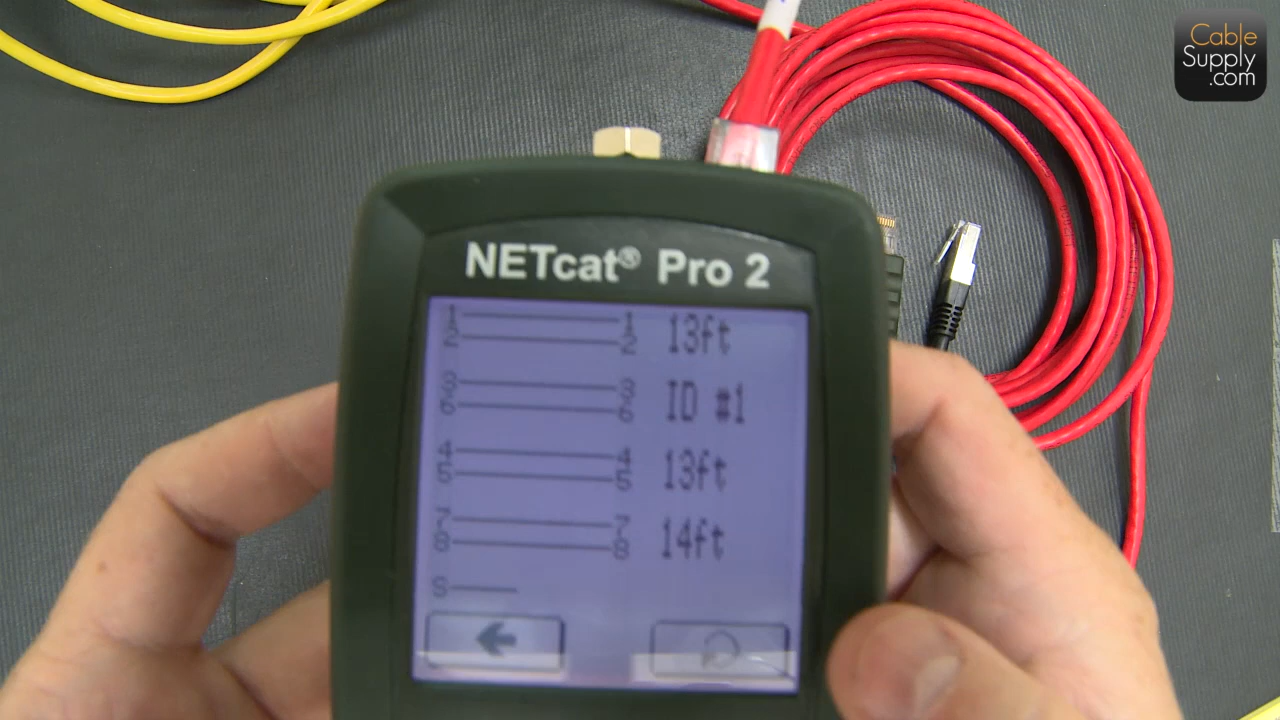 Cable
Supply
.com
NETcat® Pro 2
1 1 13ft
2 2
3 3 ID #1
6 6
4 4 13ft
5 5
7 7 14ft
8 8
S